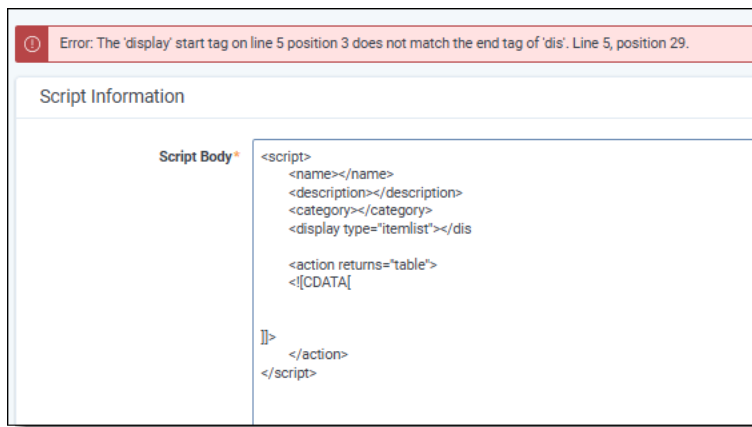 Error: The 'display' start tag on line 5 position 3 does not match the end tag of 'dis'. Line 5, position 29.
Script Information
Script Body*
<script>
<name></name>
<description></description>
<category></category>
<display type="itemlist"></dis
<action returns="table">
<![CDATA[
]]>
</action>
</script>